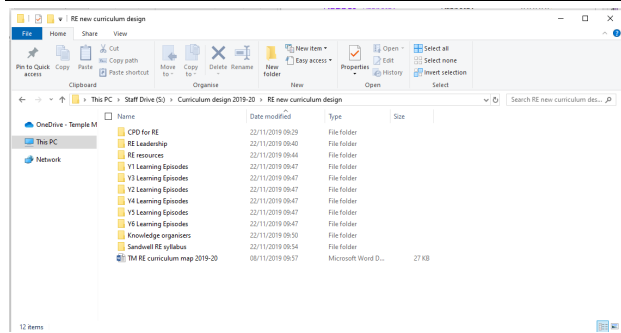 RE new curriculum design
File Home Share View
Pin to Quick access
Copy
Paste
Cut
Copy path
Paste shortcut
Clipboard
Move to
Copy to
Delete
Rename
Organise
New folder
New item
Easy access
New
Properties
Open
Edit
History
Open
Select all
Select none
Invert selection
Select
This PC > Staff Drive (S:) > Curriculum design 2019-20 > RE new curriculum design
Search RE new curriculum des...
OneDrive - Temple M
This PC
Network
Name Date modified Type Size
CPD for RE 22/11/2019 09:29 File folder
RE Leadership 22/11/2019 09:40 File folder
RE resources 22/11/2019 09:44 File folder
Y1 Learning Episodes 22/11/2019 09:47 File folder
Y3 Learning Episodes 22/11/2019 09:47 File folder
Y2 Learning Episodes 22/11/2019 09:47 File folder
Y4 Learning Episodes 22/11/2019 09:47 File folder
Y5 Learning Episodes 22/11/2019 09:47 File folder
Y6 Learning Episodes 22/11/2019 09:47 File folder
Knowledge organisers 22/11/2019 09:50 File folder
Sandwell RE syllabus 22/11/2019 09:54 File folder
TM RE curriculum map 2019-20 08/11/2019 09:57 Microsoft Word D... 27 KB
12 items